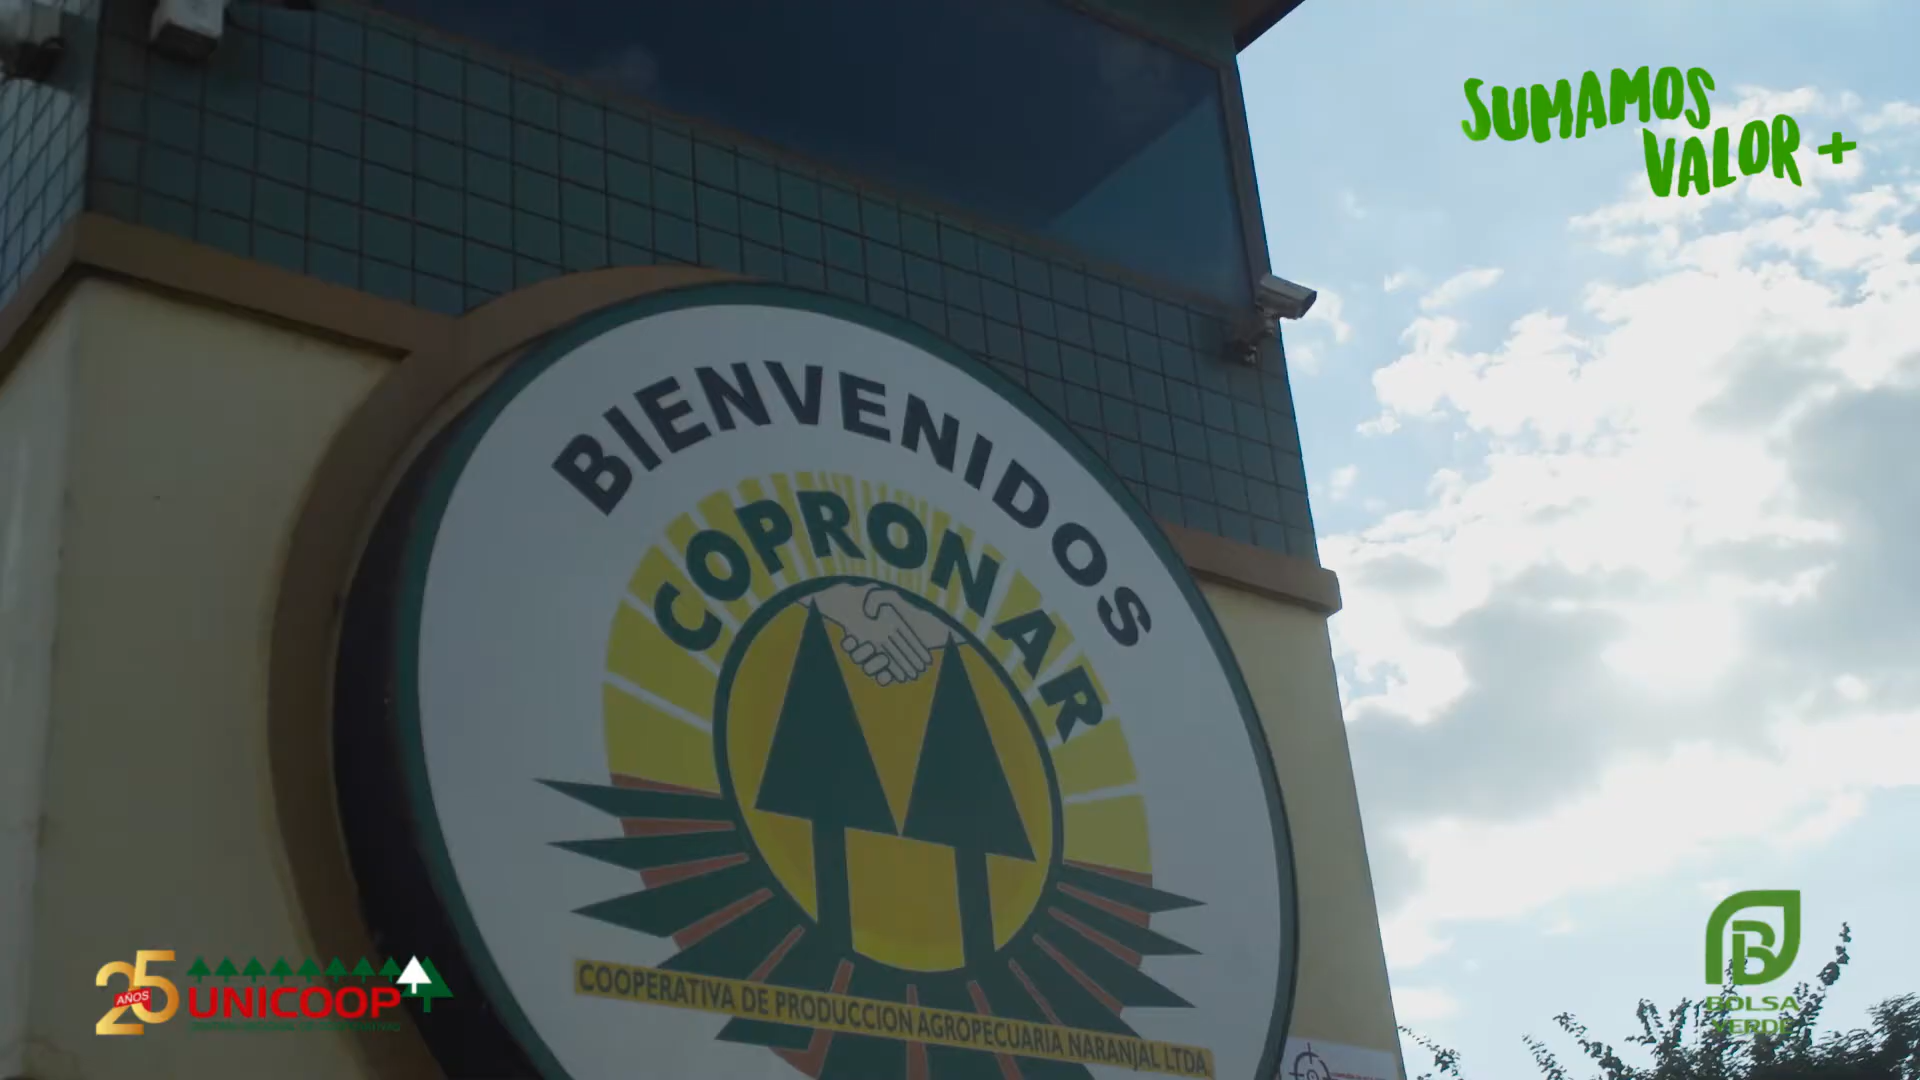 SUMAMOS
VALOR +
BIENVENIDOS
COPRONAR
COOPERATIVA DE PRODUCCION AGROPECUARIA NARANJAL LTDA.
25
AÑOS
UNICOOP
BOLSA
VERDE